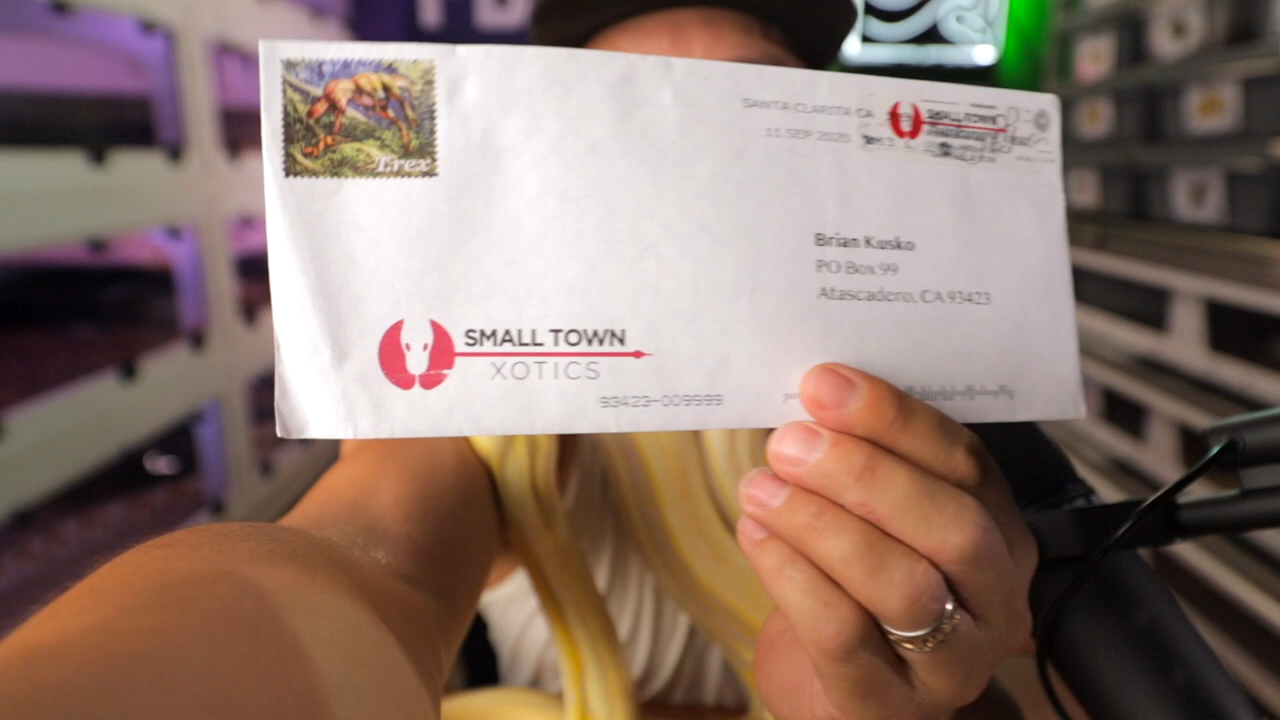 T.rex
SANTA CLARITA CA
11 SEP 2020
SMALL TOWN
Brian Kusko
PO Box 99
Atascadero, CA 93423
SMALL TOWN
XOTICS
93423-009999